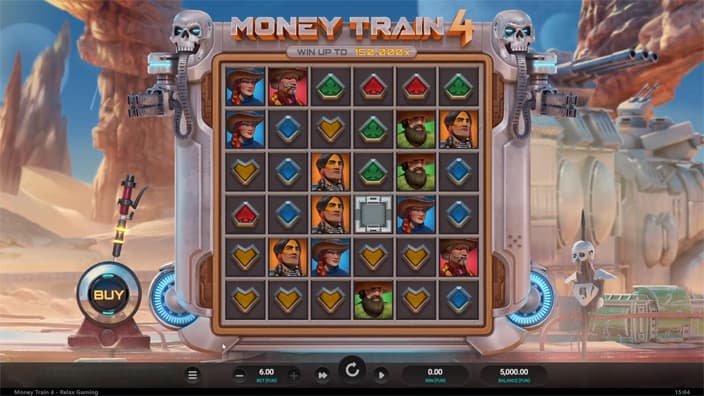 MONEY TRAIN 4
WIN UP TO 150,000x
BUY
6.00
BET (FUN)
0.00
WIN (FUN)
5,000.00
BALANCE (FUN)
Money Train 4 - Relax Gaming
15:04